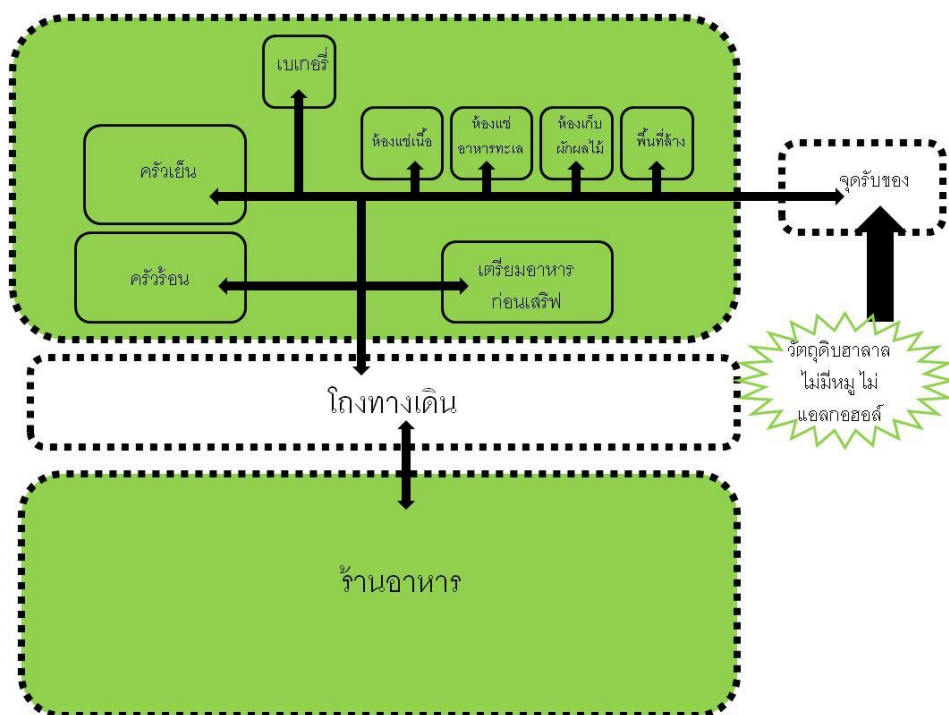 เบเกอรี่
ห้องแช่เนื้อ
ห้องแช่
อาหารทะเล
ห้องเก็บ
ผักผลไม้
พื้นที่ล้าง
ครัวเย็น
จุดรับของ
ครัวร้อน
เตรียมอาหาร
ก่อนเสริฟ
วัตถุดิบฮาลาล
ไม่มีหมู ไม่
แอลกอฮอล์
โถงทางเดิน
ร้านอาหาร